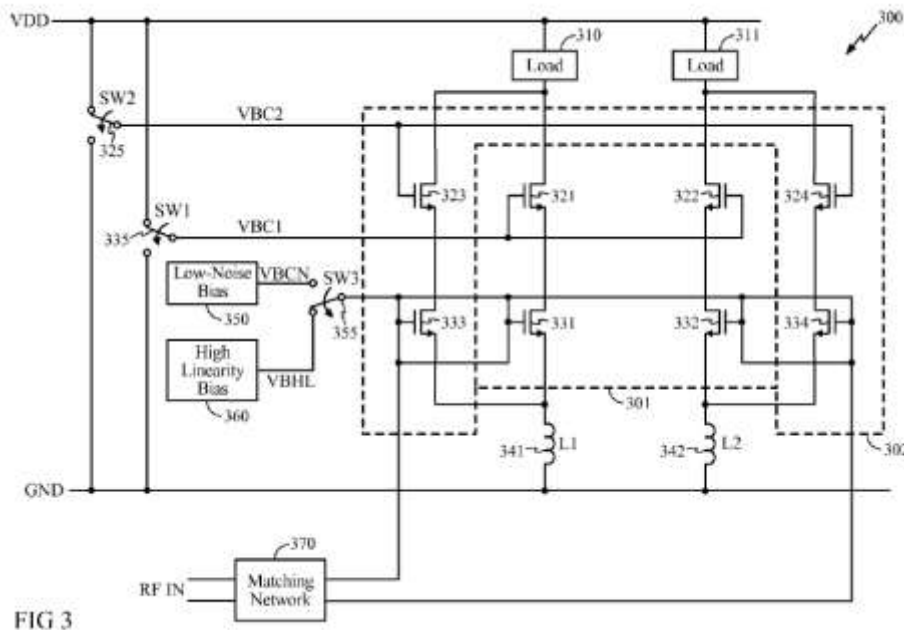 VDD
310
311
300
Load
Load
SW2
VBC2
325
323
321
322
324
SW1
335
VBC1
Low-Noise
Bias
VBCN
SW3
350
355
333
331
332
334
High
Linearity
Bias
VBHL
360
301
302
341
L1
342
L2
GND
370
RF IN
Matching
Network
FIG 3